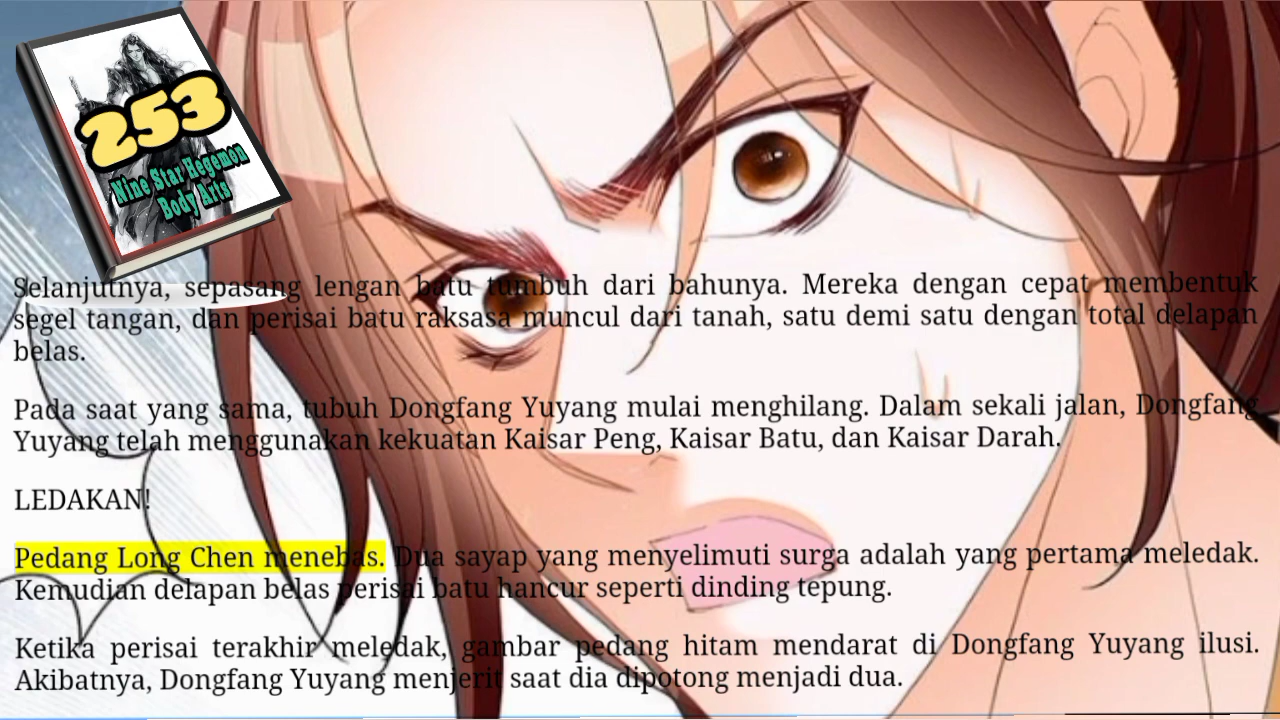 253
Nine Star Hegemon
Body Arts
Selanjutnya, sepasang lengan batu tumbuh dari bahunya. Mereka dengan cepat membentuk
segel tangan, dan perisai batu raksasa muncul dari tanah, satu demi satu dengan total delapan
belas.
Pada saat yang sama, tubuh Dongfang Yuyang mulai menghilang. Dalam sekali jalan, Dongfang
Yuyang telah menggunakan kekuatan Kaisar Peng, Kaisar Batu, dan Kaisar Darah.
LEDAKAN!
Pedang Long Chen menebas. Dua sayap yang menyelimuti surga adalah yang pertama meledak.
Kemudian delapan belas perisai batu hancur seperti dinding tepung.
Ketika perisai terakhir meledak, gambar pedang hitam mendarat di Dongfang Yuyang ilusi.
Akibatnya, Dongfang Yuyang menjerit saat dia dipotong menjadi dua.